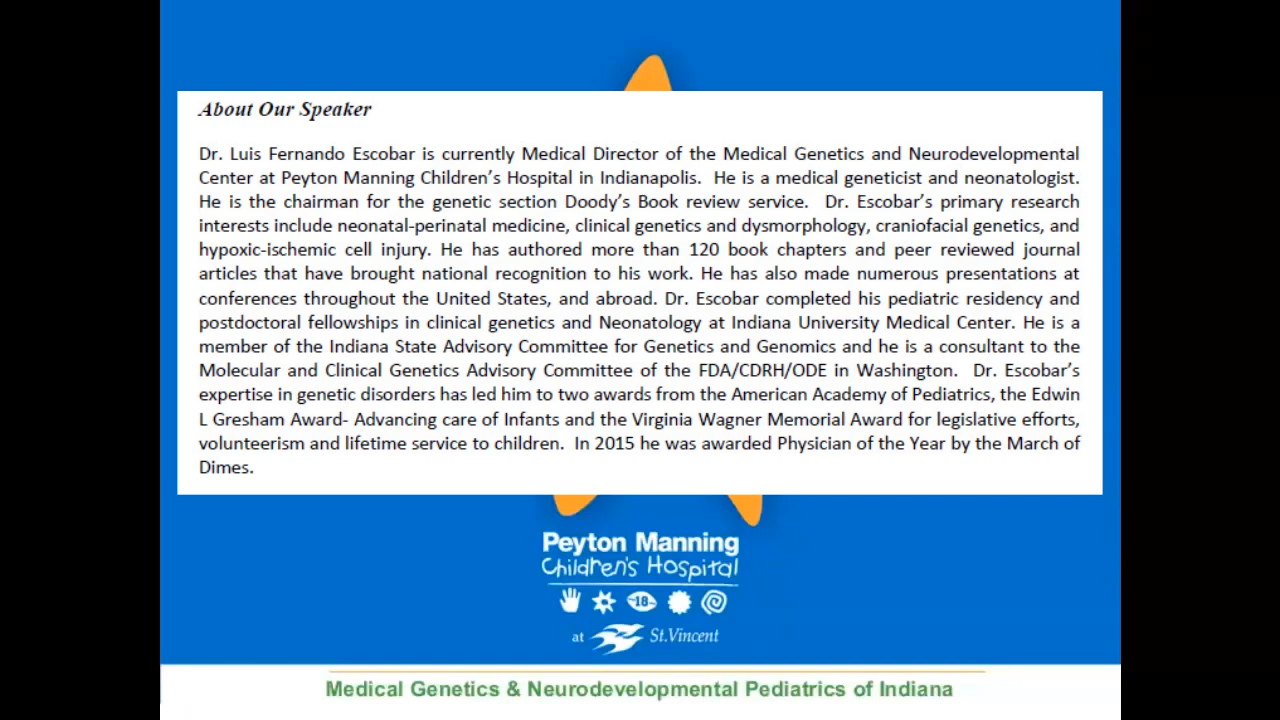 About Our Speaker
Dr. Luis Fernando Escobar is currently Medical Director of the Medical Genetics and Neurodevelopmental
Center at Peyton Manning Children's Hospital in Indianapolis.  He is a medical geneticist and neonatologist.
He is the chairman for the genetic section Doody's Book review service.   Dr. Escobar's primary research
interests include neonatal-perinatal medicine, clinical genetics and dysmorphology, craniofacial genetics, and
hypoxic-ischemic cell injury. He has authored more than 120 book chapters and peer reviewed journal
articles that have brought national recognition to his work. He has also made numerous presentations at
conferences throughout the United States, and abroad. Dr. Escobar completed his pediatric residency and
postdoctoral fellowships in clinical genetics and Neonatology at Indiana University Medical Center. He is a
member of the Indiana State Advisory Committee for Genetics and Genomics and he is a consultant to the
Molecular and Clinical Genetics Advisory Committee of the FDA/CDRH/ODE in Washington.  Dr. Escobar's
expertise in genetic disorders has led him to two awards from the American Academy of Pediatrics, the Edwin
L Gresham Award- Advancing care of Infants and the Virginia Wagner Memorial Award for legislative efforts,
volunteerism and lifetime service to children.  In 2015 he was awarded Physician of the Year by the March of
Dimes.
Peyton Manning
Children's Hospital
18
at St.Vincent
Medical Genetics & Neurodevelopmental Pediatrics of Indiana